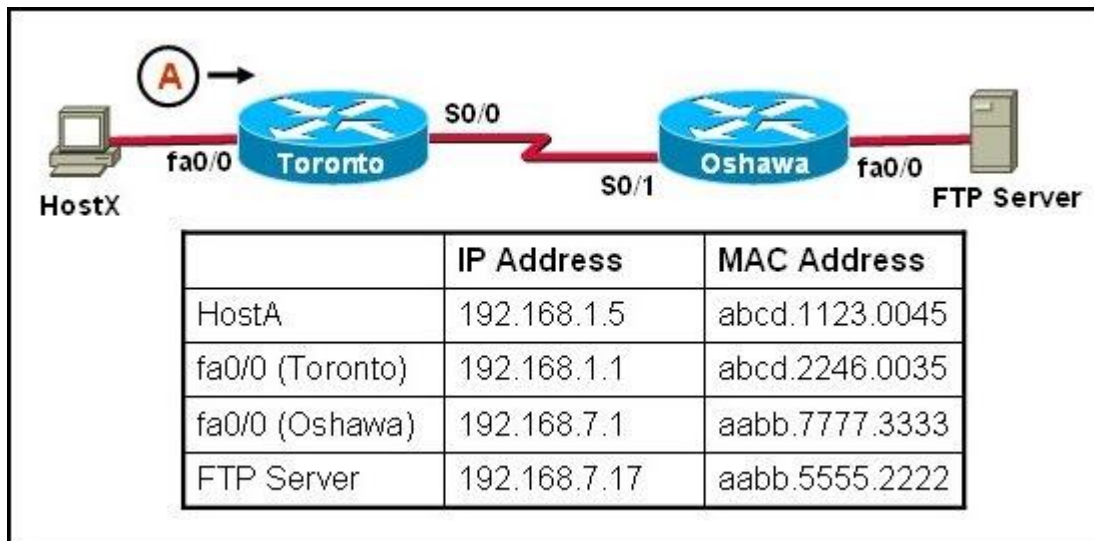 A
S0/0
fa0/0
Toronto
Oshawa
fa0/0
S0/1
HostX
FTP Server
IP Address MAC Address
HostA 192.168.1.5 abcd.1123.0045
fa0/0 (Toronto) 192.168.1.1 abcd.2246.0035
fa0/0 (Oshawa) 192.168.7.1 aabb.7777.3333
FTP Server 192.168.7.17 aabb.5555.2222